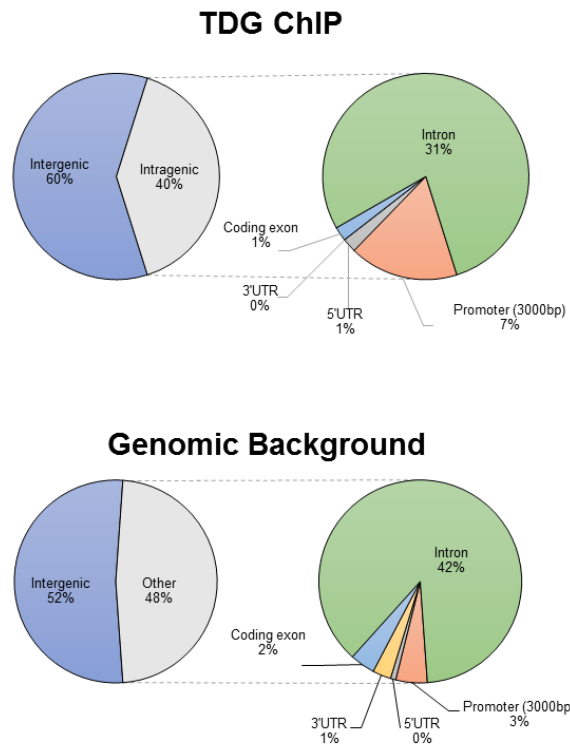 TDG ChIP
Intergenic
60%
Intragenic
40%
Intron
31%
Coding exon
1%
3'UTR
0%
5'UTR
1%
Promoter (3000bp)
7%
Genomic Background
Intergenic
52%
Other
48%
Intron
42%
Coding exon
2%
3'UTR
1%
5'UTR
0%
Promoter (3000bp
3%